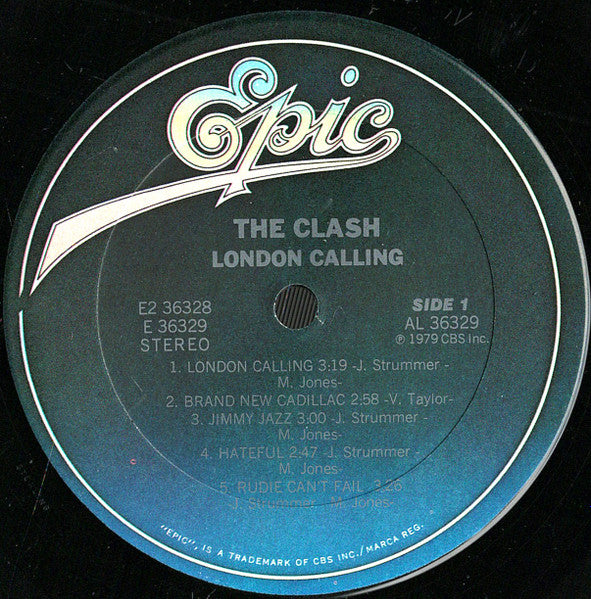 Epic
THE CLASH
LONDON CALLING
E2 36328
E 36329
STEREO
SIDE 1
AL 36329
℗ 1979 CBS Inc.
1. LONDON CALLING 3:19 -J. Strummer -
M. Jones-
2. BRAND NEW CADILLAC 2:58 -V. Taylor-
3. JIMMY JAZZ 3:00 -J. Strummer -
M. Jones-
4. HATEFUL 2:47 -J. Strummer -
M. Jones-
5. RUDIE CAN'T FAIL 3:26
-J. Strummer - M. Jones-
"EPIC", IS A TRADEMARK OF CBS INC./MARCA REG.